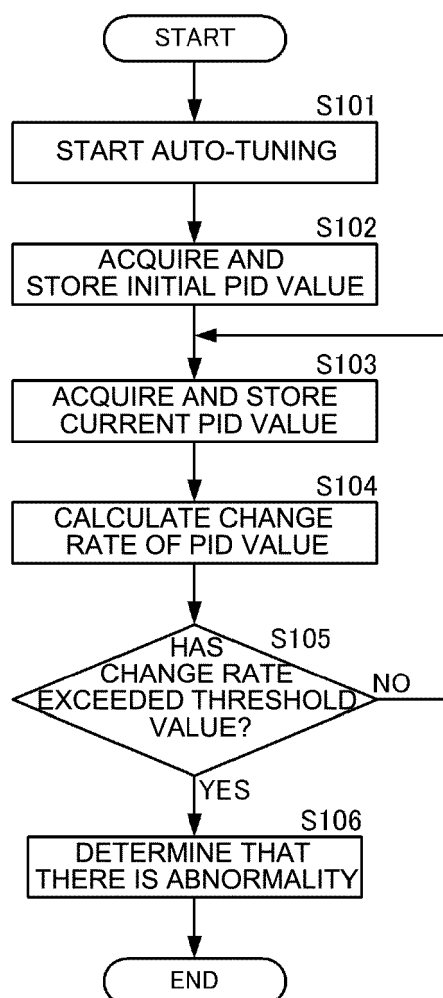 START
S101
START AUTO-TUNING
S102
ACQUIRE AND
STORE INITIAL PID VALUE
S103
ACQUIRE AND STORE
CURRENT PID VALUE
S104
CALCULATE CHANGE
RATE OF PID VALUE
S105
HAS
CHANGE RATE
EXCEEDED THRESHOLD
VALUE?
NO
YES
S106
DETERMINE THAT
THERE IS ABNORMALITY
END